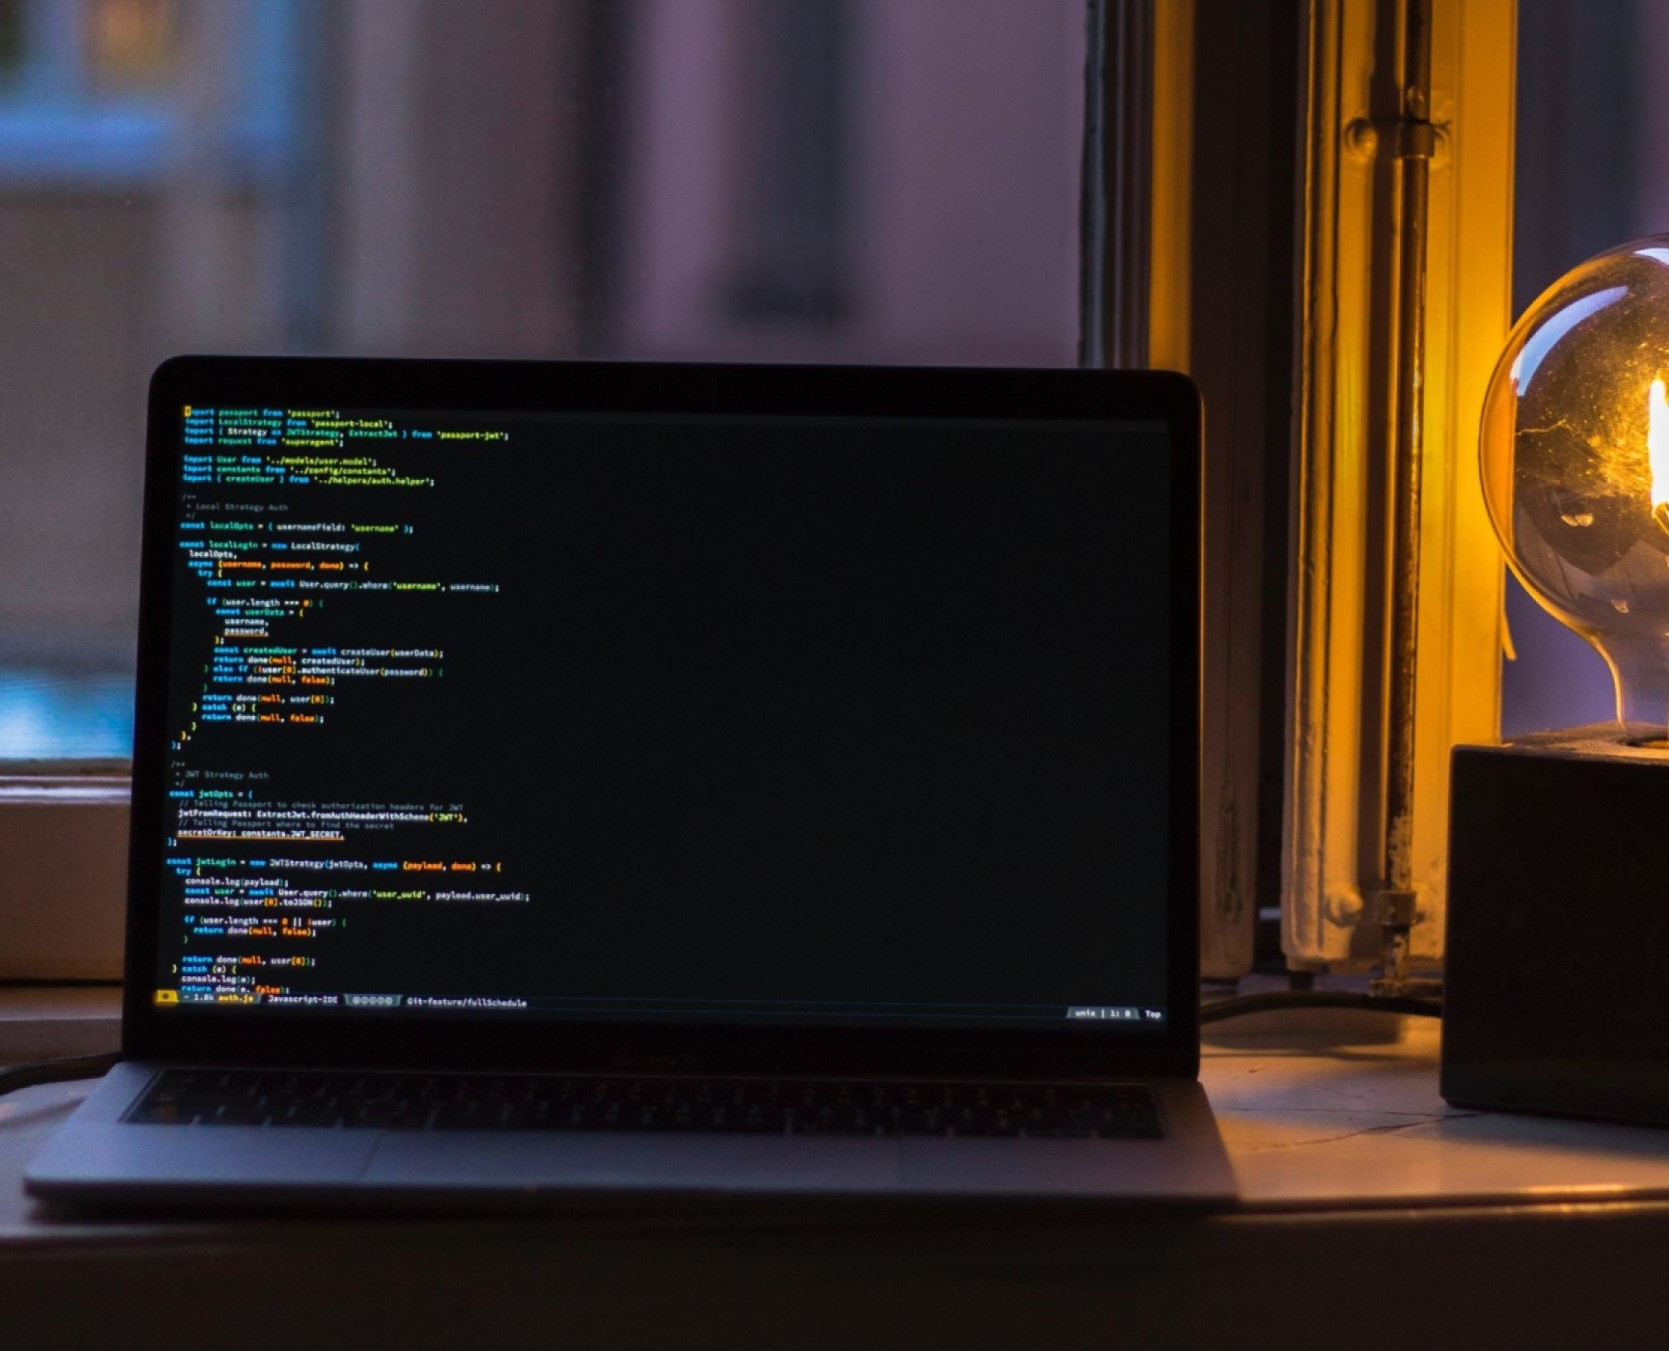 import passport from 'passport';
import LocalStrategy from 'passport-local';
import { Strategy as JWTStrategy, ExtractJwt } from 'passport-jwt';
import request from 'superagent';
import User from '../models/user.model';
import constants from '../config/constants';
import { createUser } from '../helpers/auth.helper';
/**
* Local Strategy Auth
*/
const localOpts = { usernameField: 'username' };
const localLogin = new LocalStrategy(
localOpts,
async (username, password, done) => {
try {
const user = await User.query().where('username', username);
if (user.length === 0) {
const userData = {
username,
password,
};
const createdUser = await createUser(userData);
return done(null, createdUser);
} else if (!user[0].authenticateUser(password)) {
return done(null, false);
}
return done(null, user[0]);
} catch (e) {
return done(null, false);
}
},
);
/**
* JWT Strategy Auth
*/
const jwtOpts = {
// Telling Passport to check authorization headers for JWT
jwtFromRequest: ExtractJwt.fromAuthHeaderWithScheme('JWT'),
// Telling Passport where to find the secret
secretOrKey: constants.JWT_SECRET,
};
const jwtLogin = new JWTStrategy(jwtOpts, async (payload, done) => {
try {
console.log(payload);
const user = await User.query().where('user_uuid', payload.user_uuid);
console.log(user[0].toJSON());
if (user.length === 0 || !user) {
return done(null, false);
}
return done(null, user[0]);
} catch (e) {
console.log(e);
return done(e, false);
- 1.8k auth.js Javascript-IDE Git-feature/fullSchedule unix | 1: 0 Top